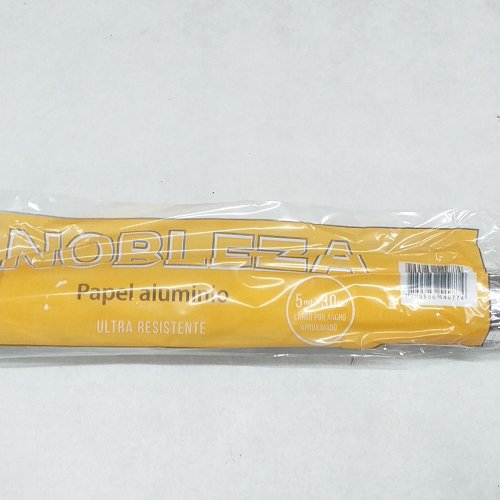 NOBLEZA
Papel aluminio
ULTRA RESISTENTE
LARGO POR ANCHO
APROXIMADO